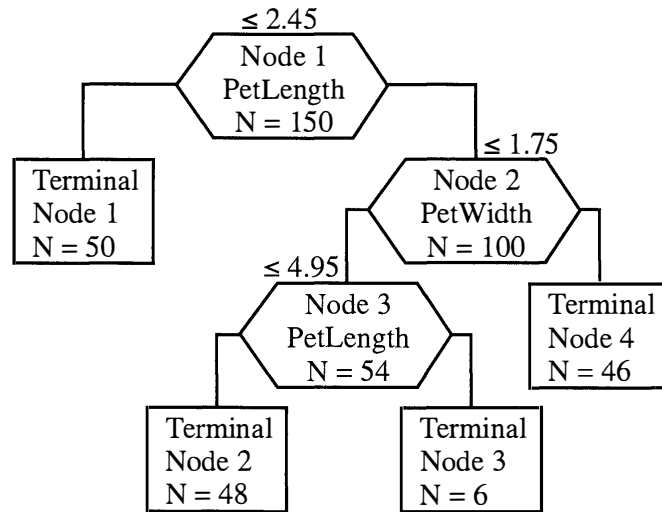 ≤ 2.45
Node 1
PetLength
N = 150
≤ 1.75
Terminal
Node 1
N = 50
Node 2
PetWidth
N = 100
≤ 4.95
Node 3
PetLength
N = 54
Terminal
Node 4
N = 46
Terminal
Node 2
N = 48
Terminal
Node 3
N = 6